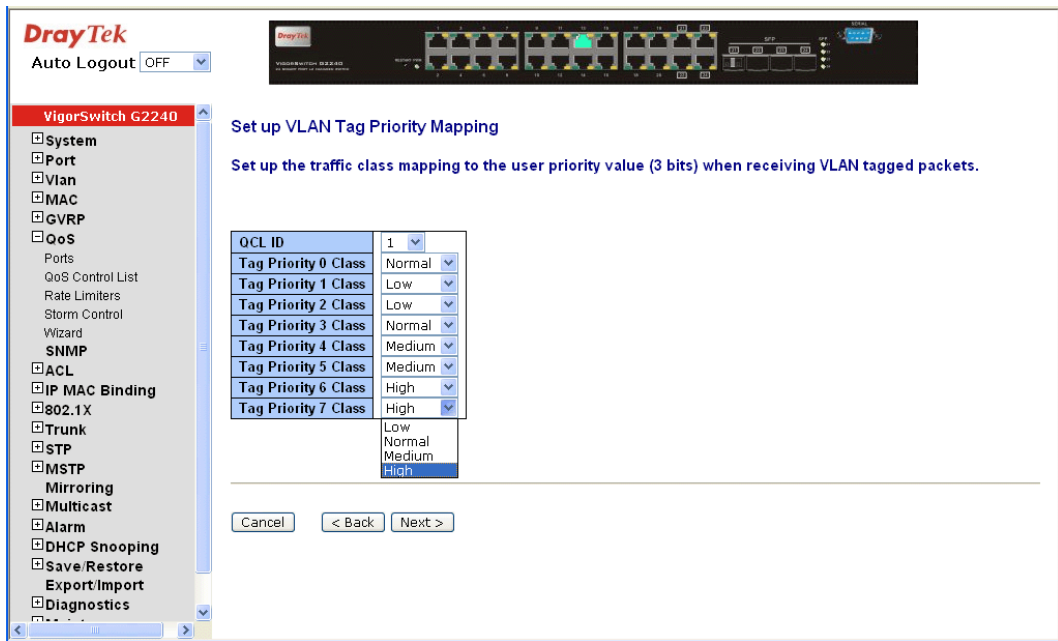 DrayTek
Auto Logout OFF
DrayTek
VIGORSWITCH G2240
SERIAL
SFP
VigorSwitch G2240
System
Port
Vlan
MAC
GVRP
QoS
Ports
QoS Control List
Rate Limiters
Storm Control
Wizard
SNMP
ACL
IP MAC Binding
802.1X
Trunk
STP
MSTP
Mirroring
Multicast
Alarm
DHCP Snooping
Save/Restore
Export/Import
Diagnostics
Set up VLAN Tag Priority Mapping
Set up the traffic class mapping to the user priority value (3 bits) when receiving VLAN tagged packets.
QCL ID 1
Tag Priority 0 Class Normal
Tag Priority 1 Class Low
Tag Priority 2 Class Low
Tag Priority 3 Class Normal
Tag Priority 4 Class Medium
Tag Priority 5 Class Medium
Tag Priority 6 Class High
Tag Priority 7 Class High
Low
Normal
Medium
High
Cancel < Back Next >